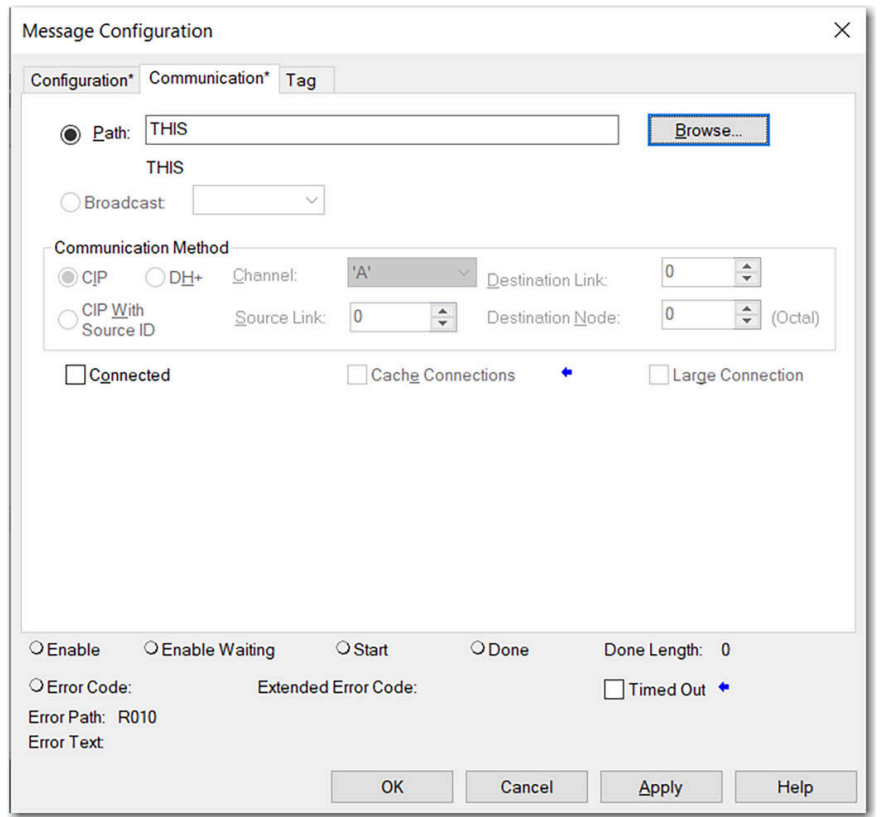 Message Configuration
Configuration* Communication* Tag
Path: THIS Browse...
THIS
Broadcast:
Communication Method
CIP DH+ Channel: 'A' Destination Link: 0
CIP With Source ID Source Link: 0 Destination Node: 0 (Octal)
Connected Cache Connections Large Connection
Enable Enable Waiting Start Done Done Length: 0
Error Code: Extended Error Code: Timed Out
Error Path: R010
Error Text:
OK Cancel Apply Help